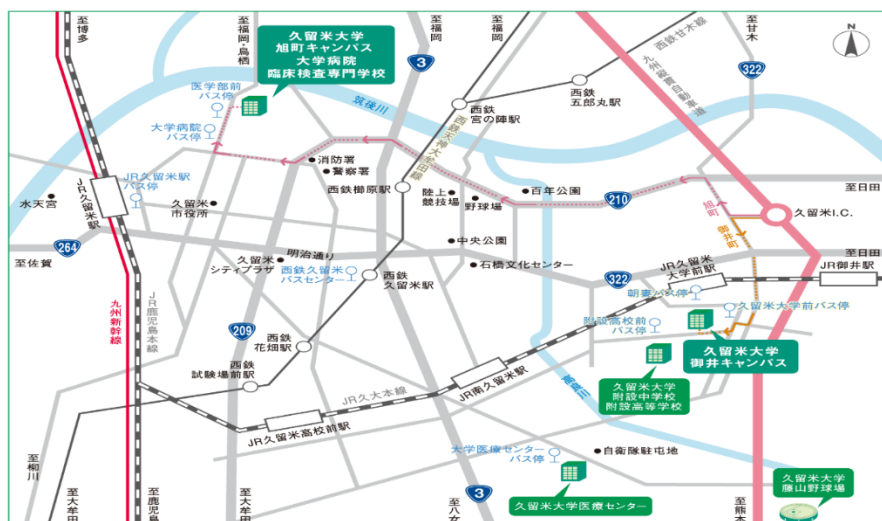 至博多
至福岡・鳥栖
至福岡
至福岡
至甘木
久留米大学
旭町キャンパス
大学病院
臨床検査専門学校
3
西鉄甘木線
九州縦貫自動車道
322
N
医学部前
バス停
大学病院
バス停
筑後川
西鉄
宮の陣駅
西鉄
五郎丸駅
西鉄天神大牟田線
消防署
警察署
西鉄櫛原駅
陸上
競技場
野球場
百年公園
210
至日田
旭町
久留米I.C.
御井町
JR久留米駅
バス停
JR久留米駅
水天宮
久留米
市役所
中央公園
至日田
264
至佐賀
久留米
シティプラザ
明治通り
西鉄久留米
バスセンター
西鉄
久留米駅
石橋文化センター
322
JR久留米
大学前駅
JR御井駅
朝妻バス停
久留米大学前バス停
九州新幹線
JR鹿児島本線
209
西鉄
花畑駅
附設高校前
バス停
久留米大学
御井キャンパス
西鉄
試験場前駅
JR南久留米駅
高良川
久留米大学
附設中学校
附設高等学校
JR久大本線
JR久留米高校前駅
大学医療センター
バス停
自衛隊駐屯地
至柳川
至大牟田
至鹿児島
至大牟田
3
至八女
久留米大学医療センター
久留米大学
藤山野球場
至熊本